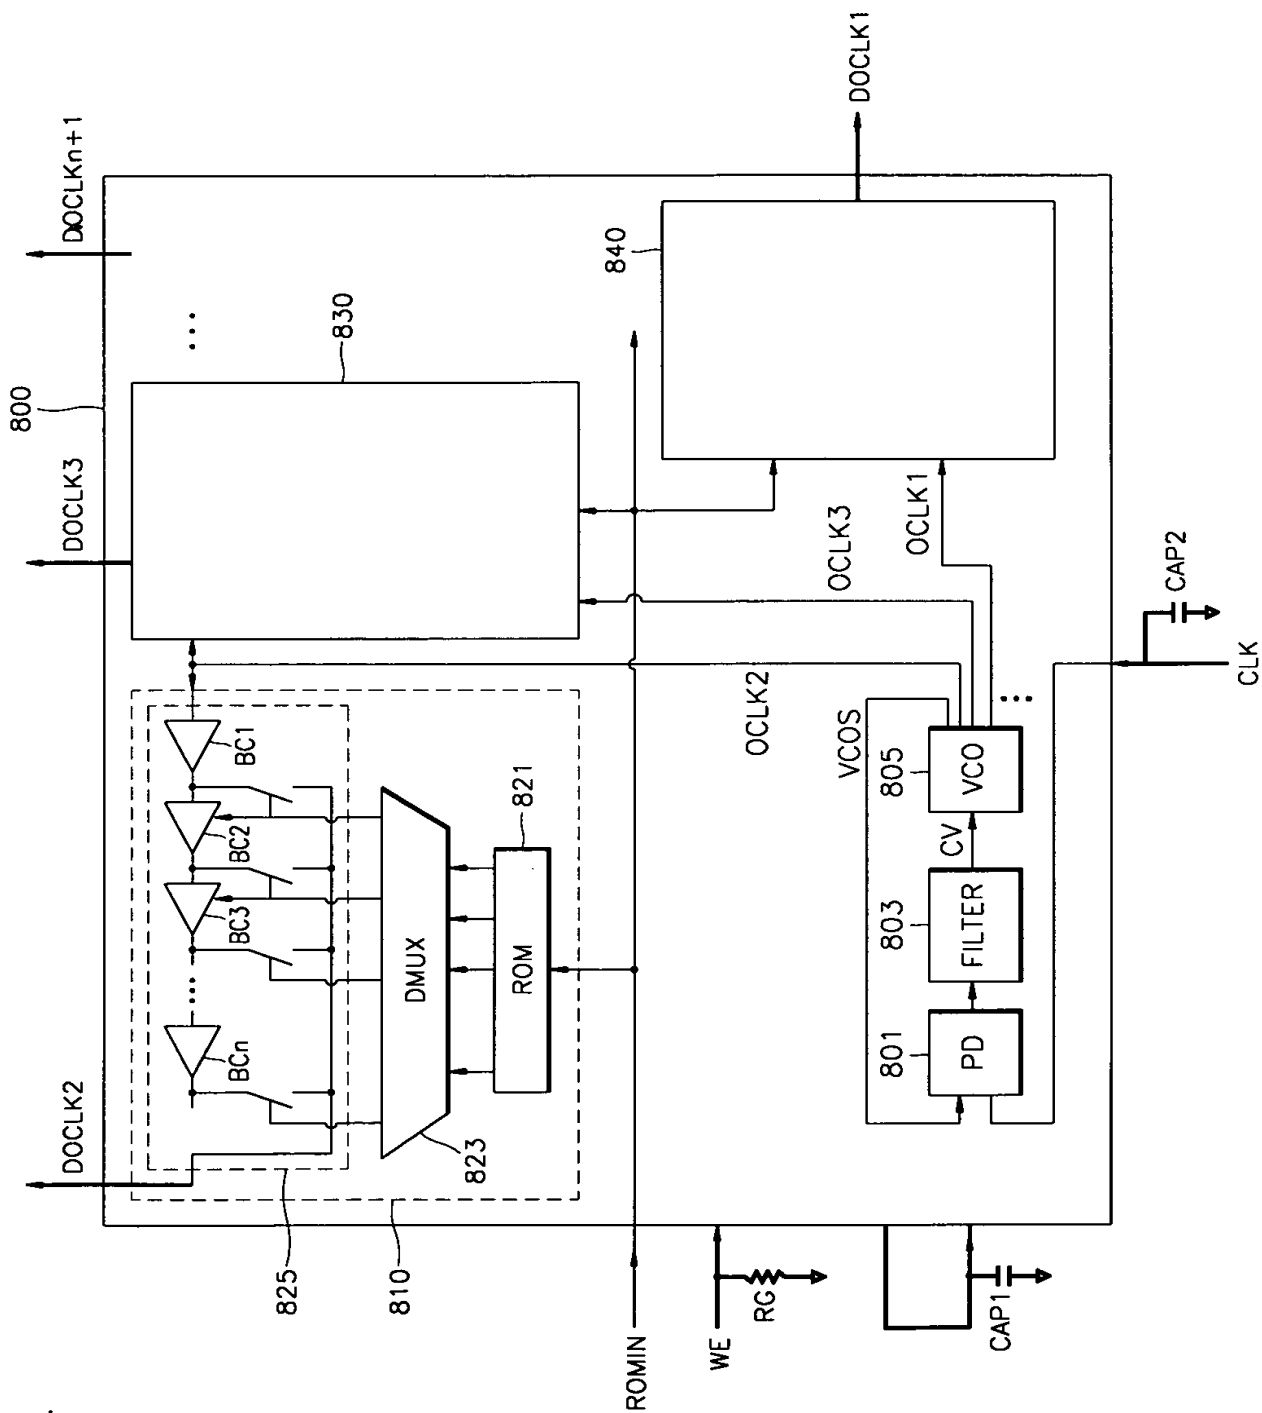 DOCLK2
DOCLK3
800
DOCLKn+1
825
810
BCn
BC3
BC2
BC1
...
...
DMUX
823
ROM
821
830
840
DOCLK1
ROMIN
WE
RG
CAP1
OCLK2
OCLK3
OCLK1
VCOS
801
PD
803
FILTER
CV
805
VCO
...
CLK
CAP2